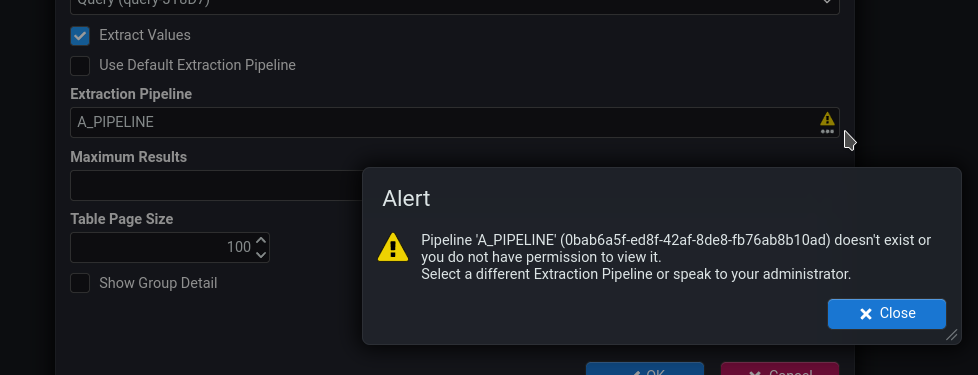 Query (query 518D7)
Extract Values
Use Default Extraction Pipeline
Extraction Pipeline
A_PIPELINE
Maximum Results
Alert
Table Page Size
Pipeline 'A_PIPELINE' (0bab6a5f-ed8f-42af-8de8-fb76ab8b10ad) doesn't exist or
you do not have permission to view it.
Select a different Extraction Pipeline or speak to your administrator.
100
Show Group Detail
Close
OK
Cancel